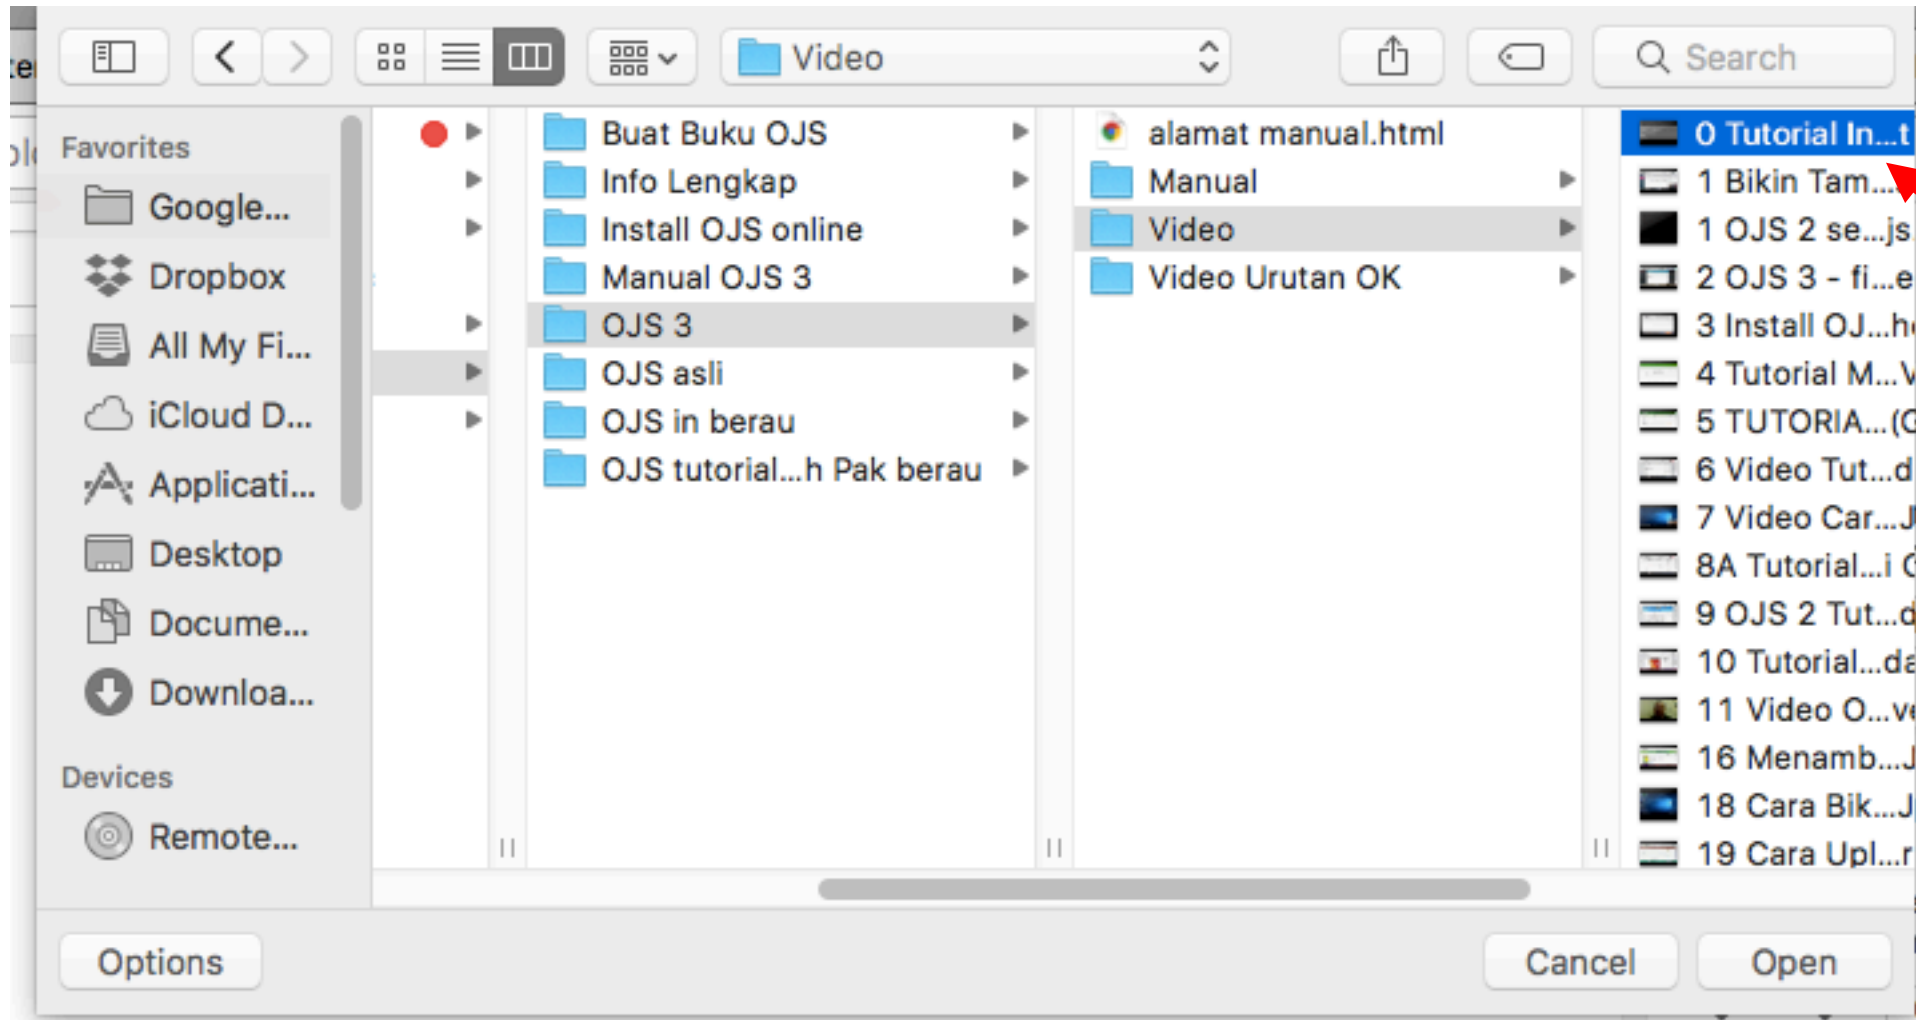 Video
Search
Favorites
Google...
Dropbox
All My Fi...
iCloud D...
Applicati...
Desktop
Docume...
Downloa...
Devices
Remote...
Buat Buku OJS
Info Lengkap
Install OJS online
Manual OJS 3
OJS 3
OJS asli
OJS in berau
OJS tutorial...h Pak berau
alamat manual.html
Manual
Video
Video Urutan OK
0 Tutorial In...t
1 Bikin Tam...
1 OJS 2 se...js
2 OJS 3 - fi...e
3 Install OJ...h
4 Tutorial M...V
5 TUTORIA...(G
6 Video Tut...d
7 Video Car...J
8A Tutorial...i
9 OJS 2 Tut...d
10 Tutorial...da
11 Video O...ve
16 Menamb...J
18 Cara Bik...J
19 Cara Upl...r
Options
Cancel
Open